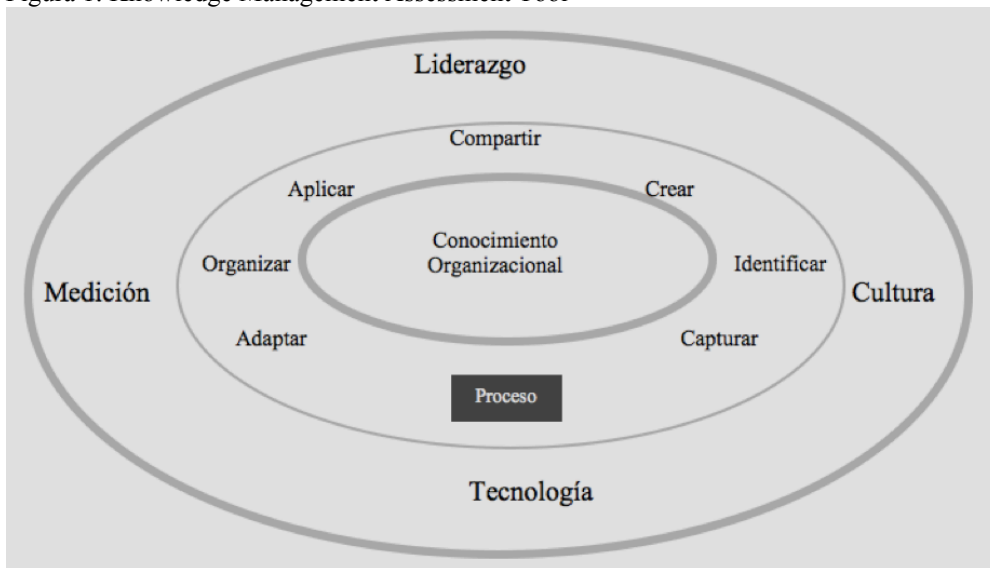 Figura 1. Knowledge Management Assessment Tool
Liderazgo
Compartir
Aplicar
Crear
Conocimiento
Organizacional
Organizar
Identificar
Medición
Cultura
Adaptar
Capturar
Proceso
Tecnología